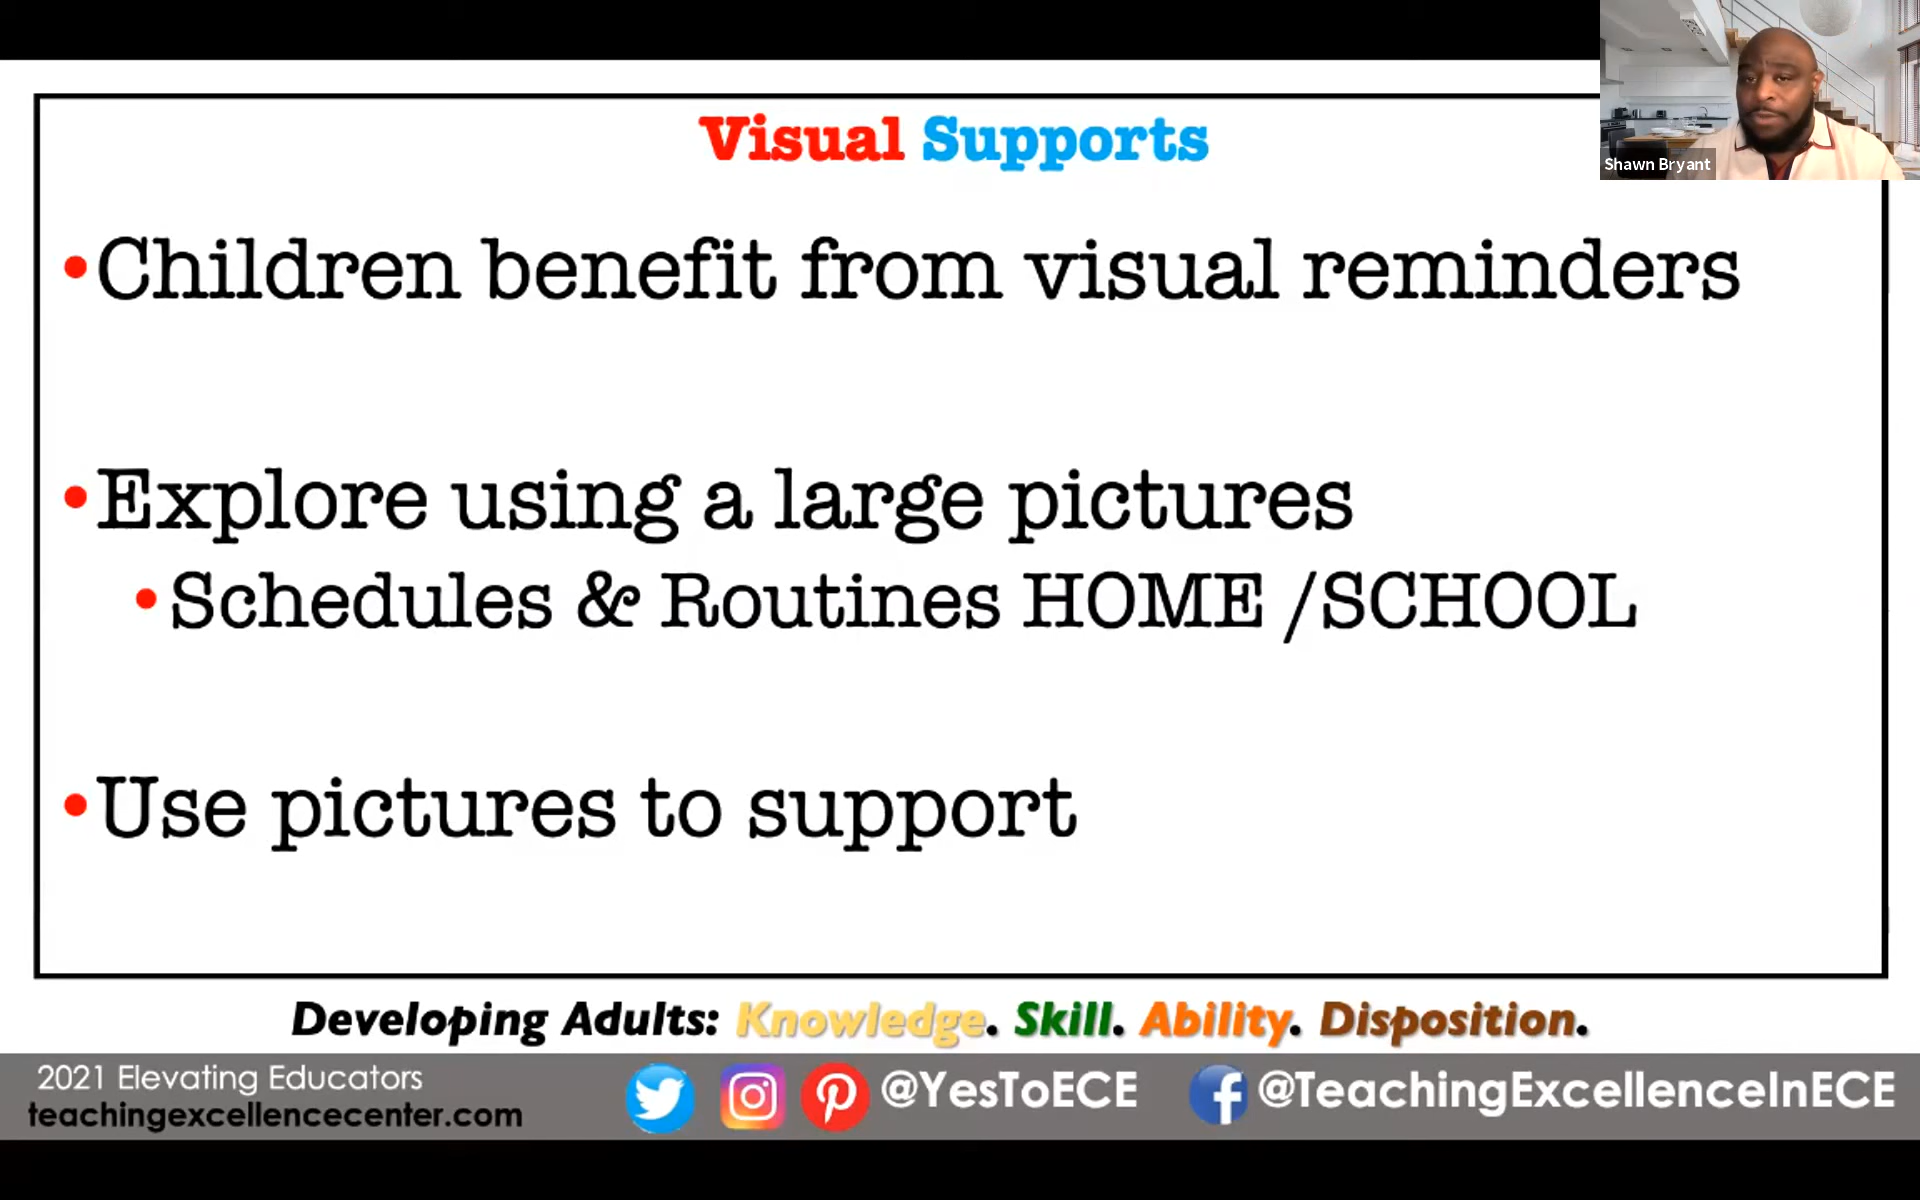 Visual Supports
Shawn Bryant
•Children benefit from visual reminders
•Explore using a large pictures
•Schedules & Routines HOME /SCHOOL
•Use pictures to support
Developing Adults: Knowledge. Skill. Ability. Disposition.
2021 Elevating Educators
teachingexcellencecenter.com
@YesToECE
@TeachingExcellenceInECE